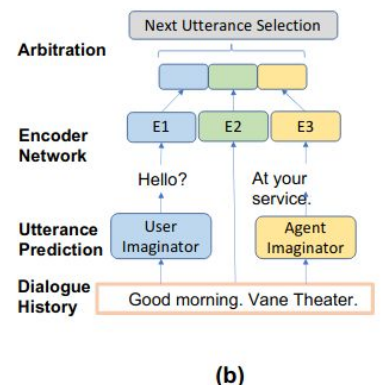 Next Utterance Selection
Arbitration
Encoder
Network
E1
E2
E3
Hello?
At your
service.
Utterance
Prediction
User
Imaginator
Agent
Imaginator
Dialogue
History
Good morning. Vane Theater.
(b)